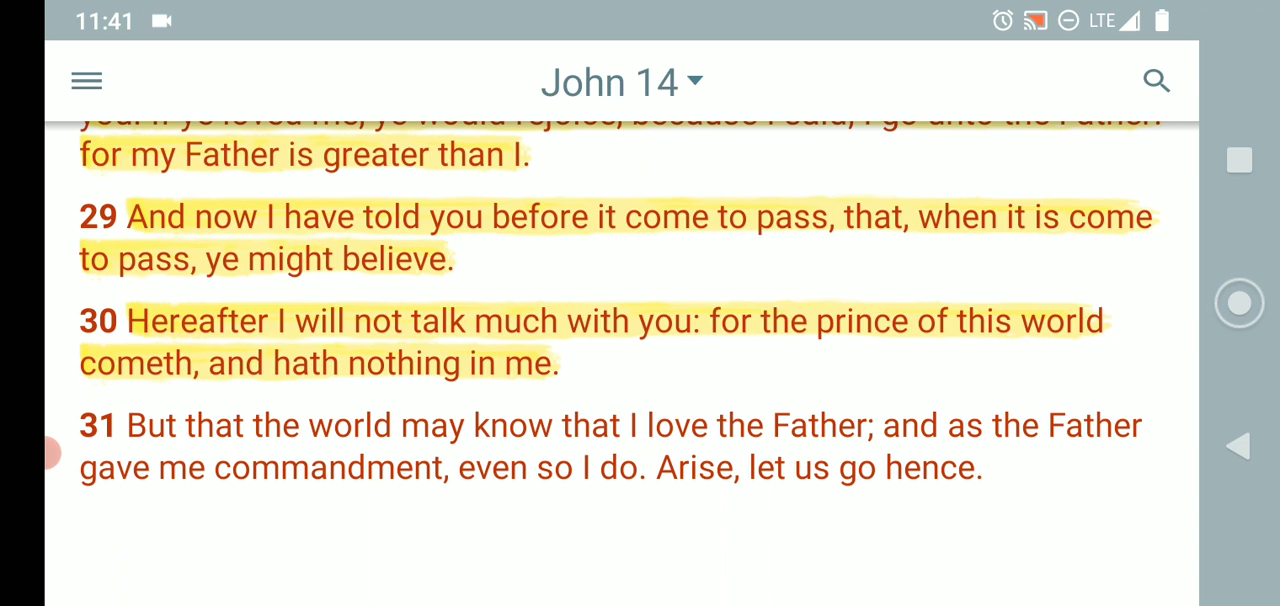 11:41 LTE
John 14
for my Father is greater than I.
29 And now I have told you before it come to pass, that, when it is come
to pass, ye might believe.
30 Hereafter I will not talk much with you: for the prince of this world
cometh, and hath nothing in me.
31 But that the world may know that I love the Father; and as the Father
gave me commandment, even so I do. Arise, let us go hence.